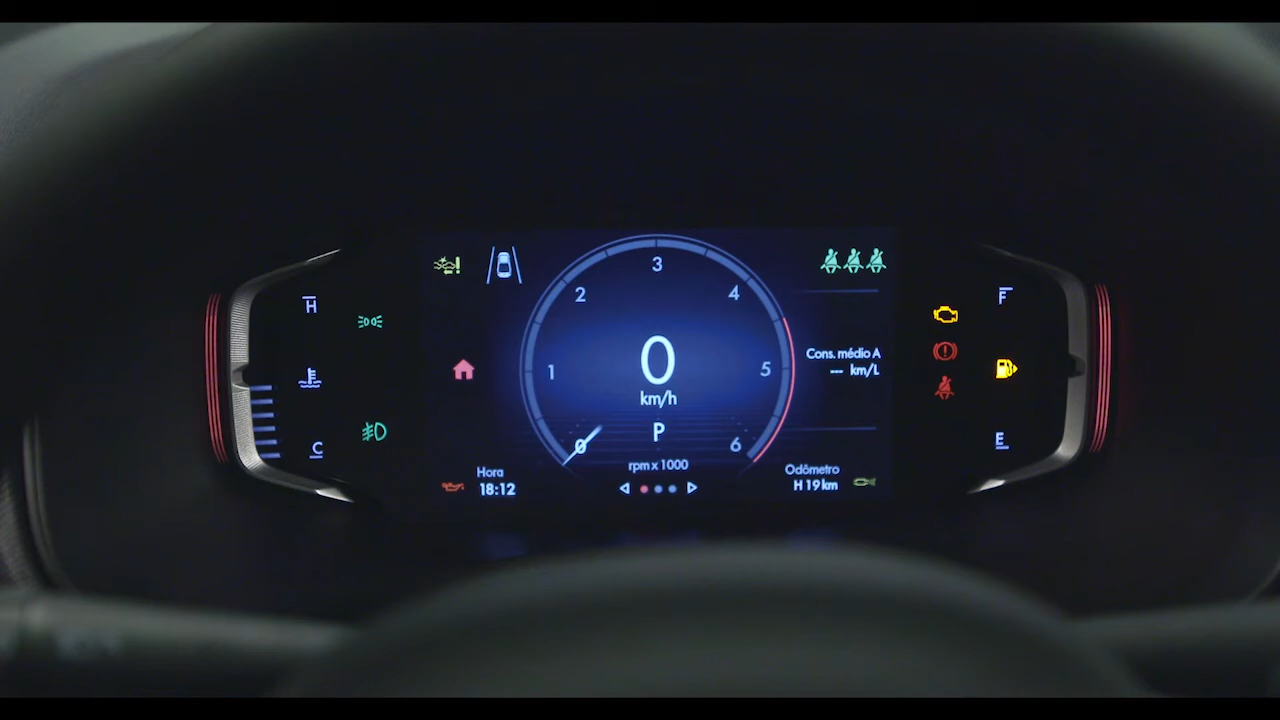 H
C
1
2
3
4
5
6
0
0
km/h
P
rpm x 1000
Hora
18:12
Cons. médio A
--- km/L
Odômetro
H 19 km
F
E